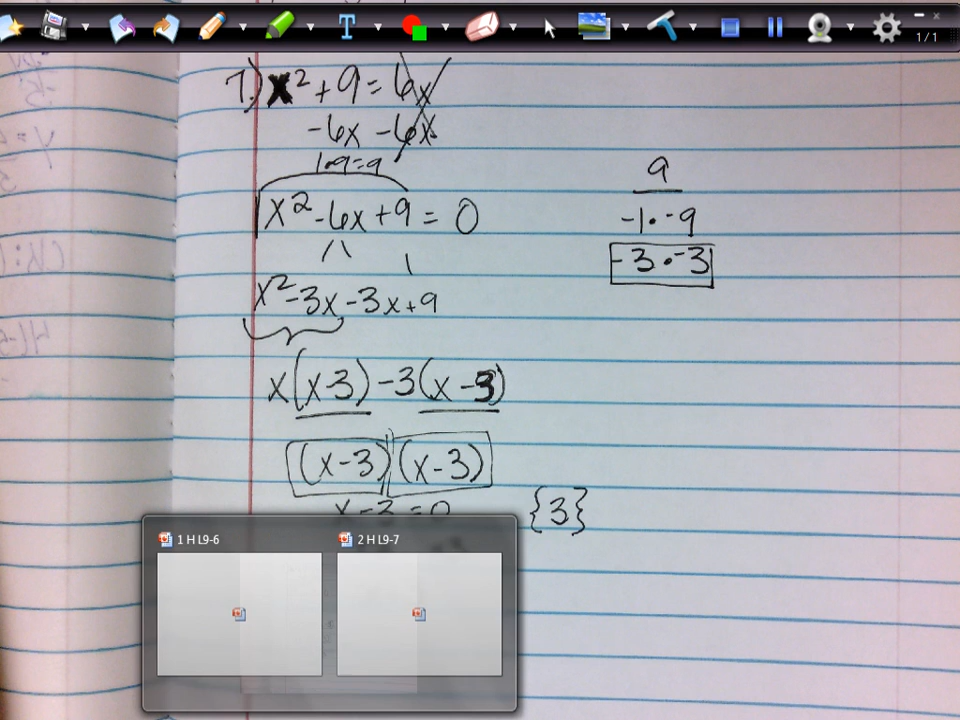 1/1
7.) x² + 9 = 6x
-6x -6x
1·9=9
x² - 6x + 9 = 0
x² - 3x - 3x + 9
x(x-3) - 3(x-3)
(x-3)(x-3)
x-3=0
{3}
9
-1·-9
-3·-3
1 H L9-6
2 H L9-7